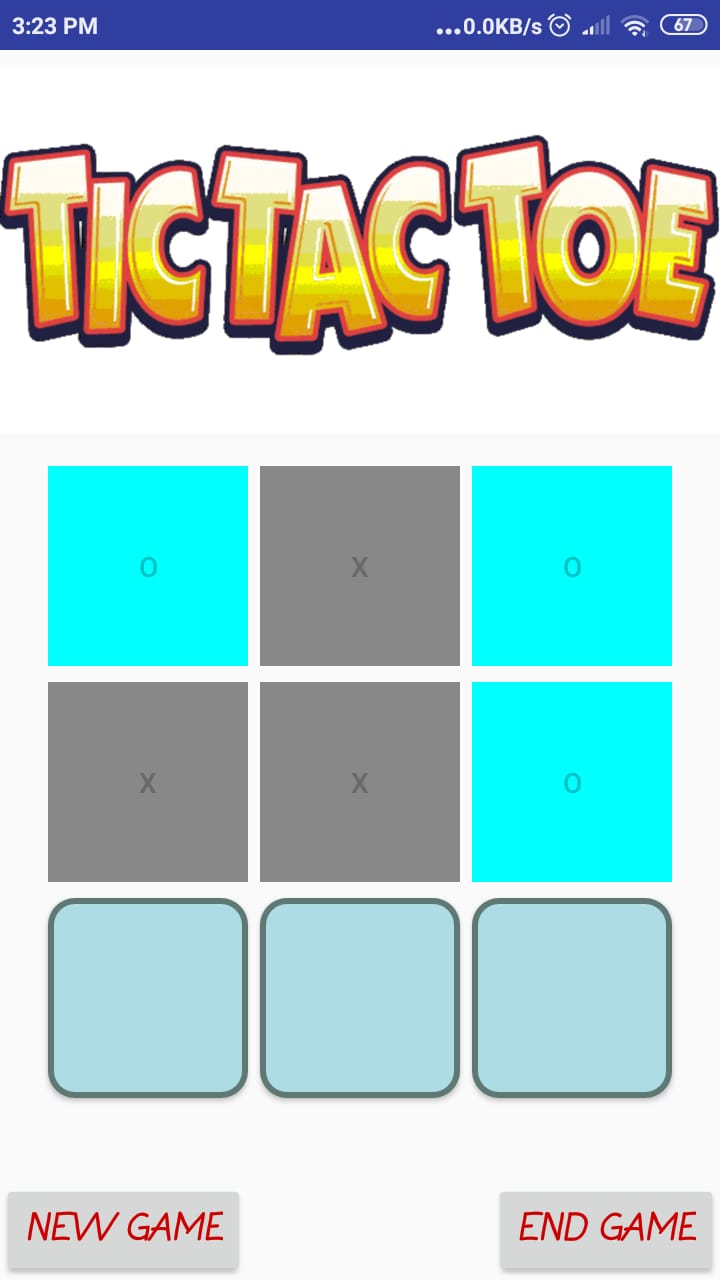 3:23 PM ...0.0KB/s 67
TIC TAC TOE
O X O
X X O
NEW GAME END GAME